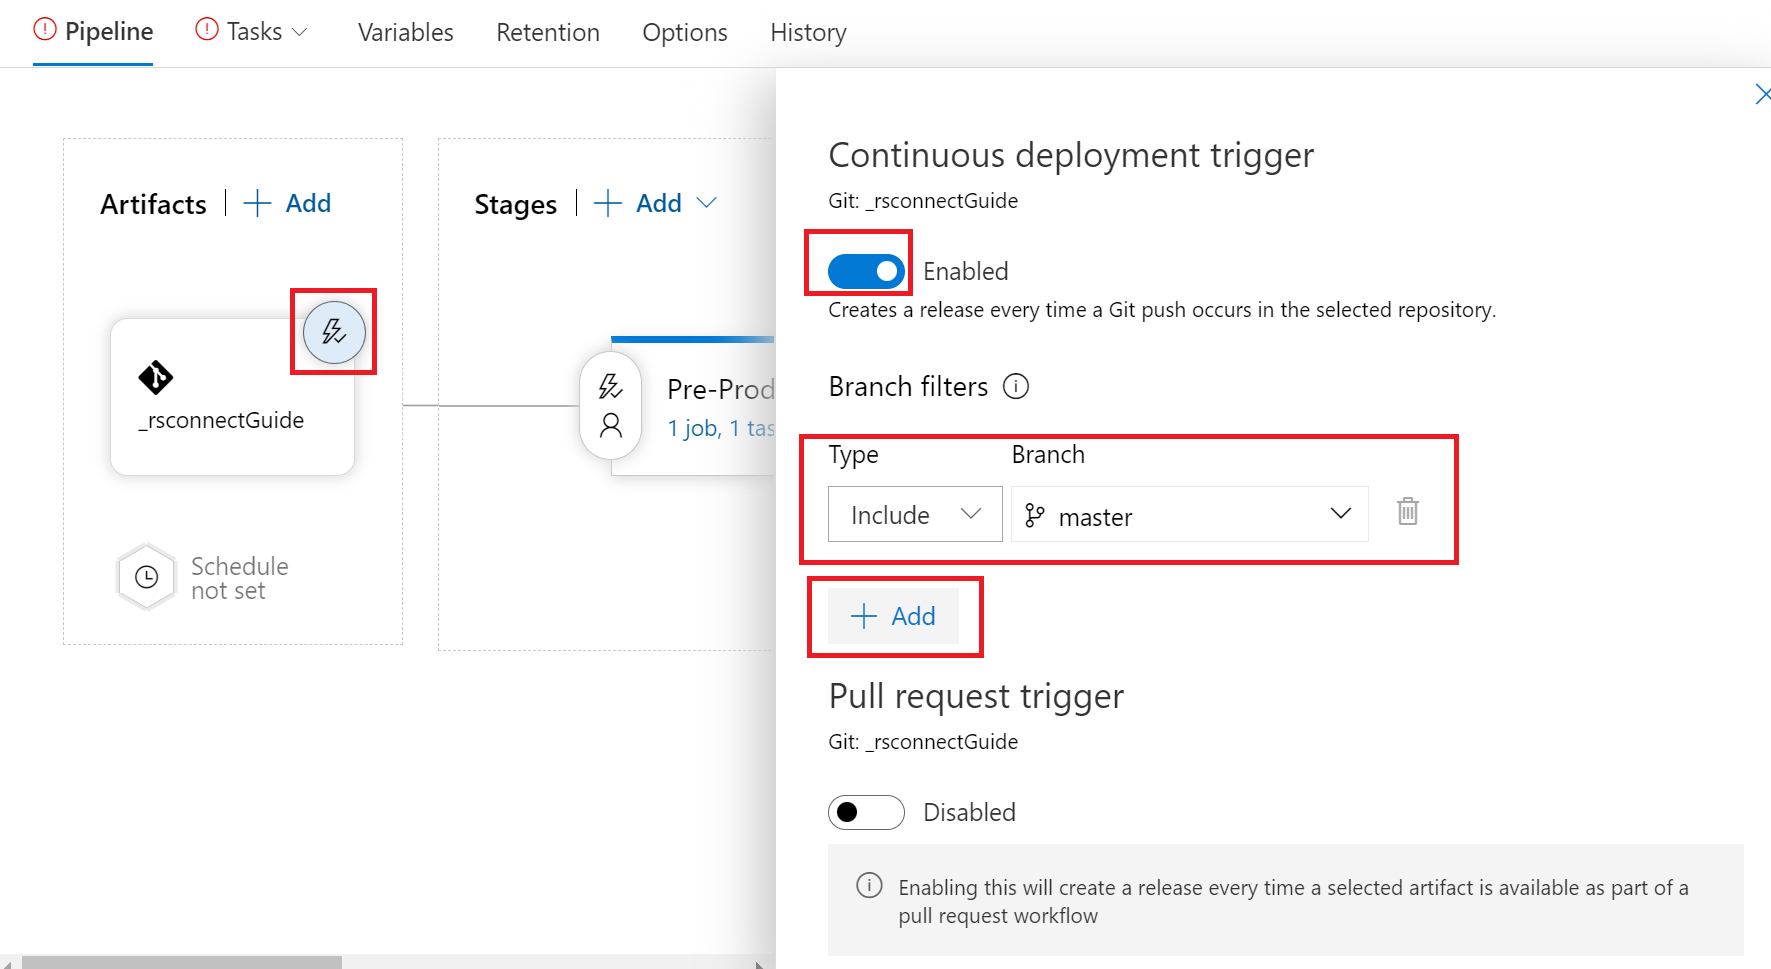 Pipeline Tasks Variables Retention Options History
Artifacts + Add
Stages + Add
_rsconnectGuide
Schedule
not set
Pre-Prod
1 job, 1 tas
Continuous deployment trigger
Git: _rsconnectGuide
Enabled
Creates a release every time a Git push occurs in the selected repository.
Branch filters
Type Branch
Include master
+ Add
Pull request trigger
Git: _rsconnectGuide
Disabled
Enabling this will create a release every time a selected artifact is available as part of a
pull request workflow